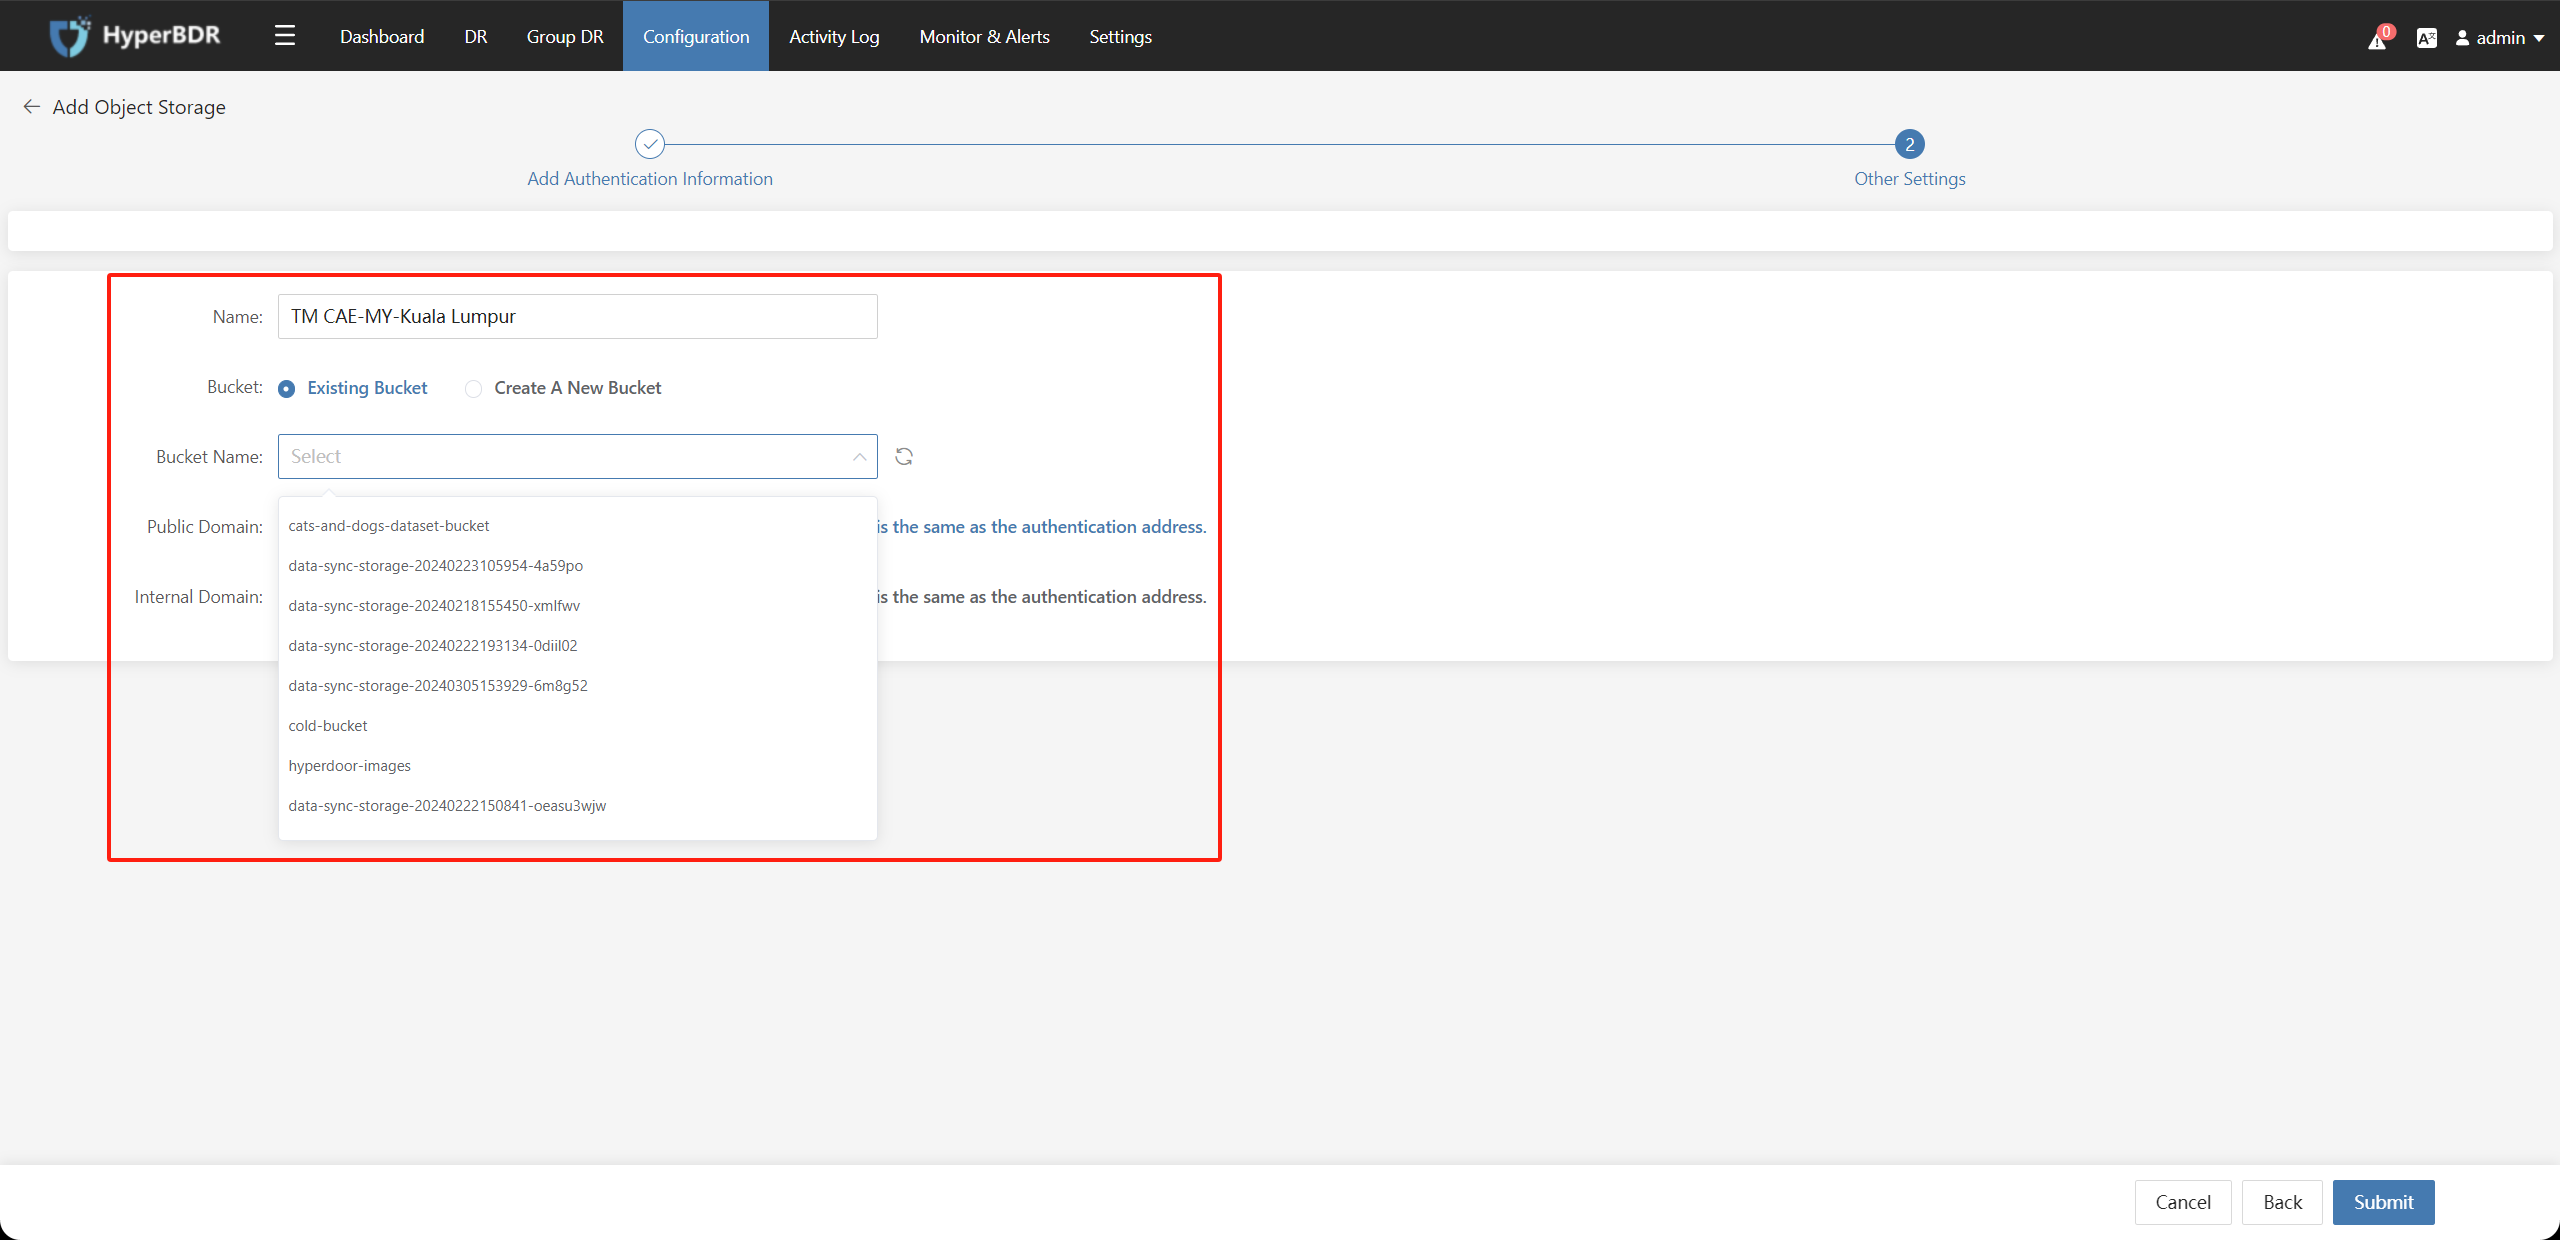 HyperBDR
Dashboard DR Group DR Configuration Activity Log Monitor & Alerts Settings 0 admin
Add Object Storage
2
Add Authentication Information Other Settings
Name: TM CAE-MY-Kuala Lumpur
Bucket: Existing Bucket Create A New Bucket
Bucket Name: Select
cats-and-dogs-dataset-bucket
Public Domain: is the same as the authentication address.
data-sync-storage-20240223105954-4a59po
Internal Domain: is the same as the authentication address.
data-sync-storage-20240218155450-xmlfwv
data-sync-storage-20240222193134-0diil02
data-sync-storage-20240305153929-6m8g52
cold-bucket
hyperdoor-images
data-sync-storage-20240222150841-oeasu3wjw
Cancel Back Submit